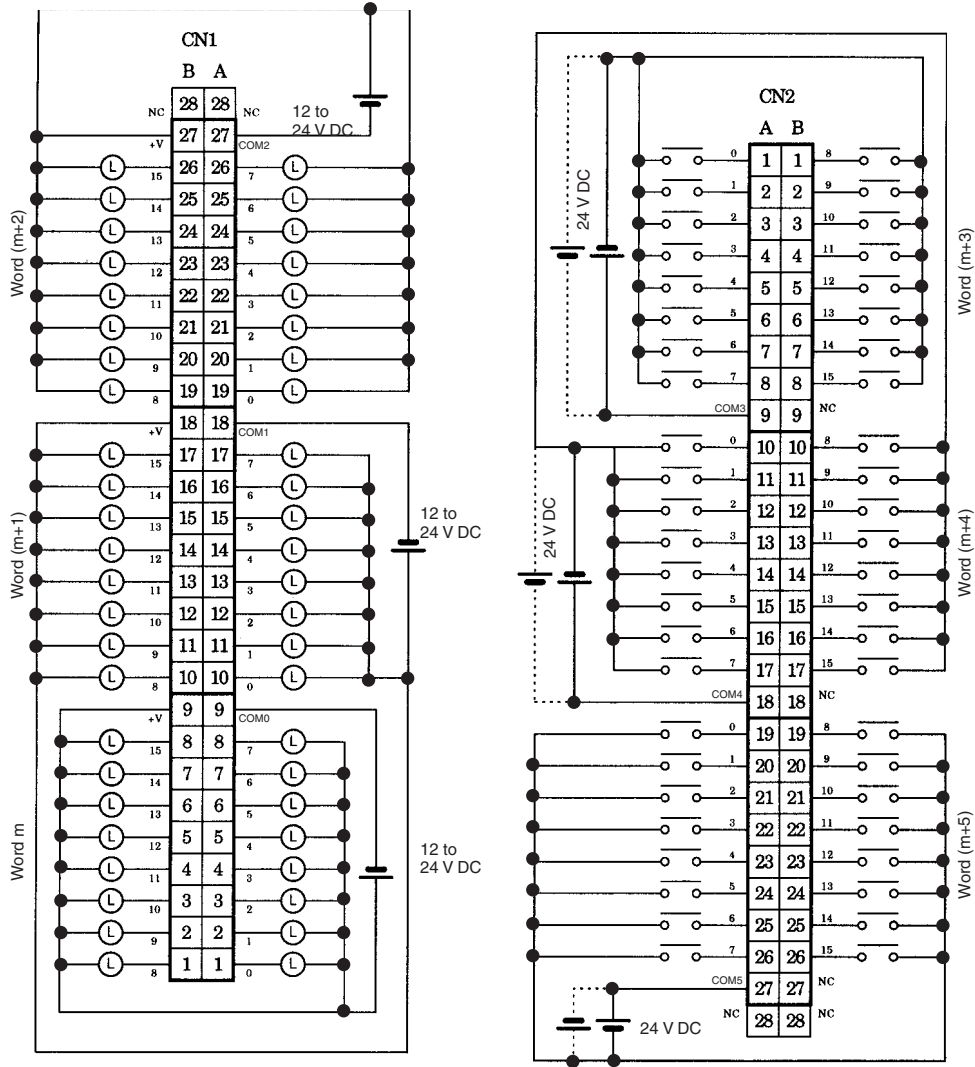 CN1
B A
NC 28 28 NC
12 to
24 V DC
+V 27 27 COM2
15 L 26 26 L 7
14 L 25 25 L 6
13 L 24 24 L 5
12 L 23 23 L 4
11 L 22 22 L 3
10 L 21 21 L 2
9 L 20 20 L 1
8 L 19 19 L 0
Word (m+2)
+V 18 18 COM1
15 L 17 17 L 7
14 L 16 16 L 6
13 L 15 15 L 5
12 L 14 14 L 4
11 L 13 13 L 3
10 L 12 12 L 2
9 L 11 11 L 1
8 L 10 10 L 0
Word (m+1)
12 to
24 V DC
+V 9 9 COM0
15 L 8 8 L 7
14 L 7 7 L 6
13 L 6 6 L 5
12 L 5 5 L 4
11 L 4 4 L 3
10 L 3 3 L 2
9 L 2 2 L 1
8 L 1 1 L 0
Word m
12 to
24 V DC
CN2
A B
0 1 1 8
1 2 2 9
2 3 3 10
3 4 4 11
4 5 5 12
5 6 6 13
6 7 7 14
7 8 8 15
COM3 9 9 NC
24 V DC
Word (m+3)
0 10 10 8
1 11 11 9
2 12 12 10
3 13 13 11
4 14 14 12
5 15 15 13
6 16 16 14
7 17 17 15
COM4 18 18 NC
24 V DC
Word (m+4)
0 19 19 8
1 20 20 9
2 21 21 10
3 22 22 11
4 23 23 12
5 24 24 13
6 25 25 14
7 26 26 15
COM5 27 27 NC
NC 28 28 NC
24 V DC
Word (m+5)